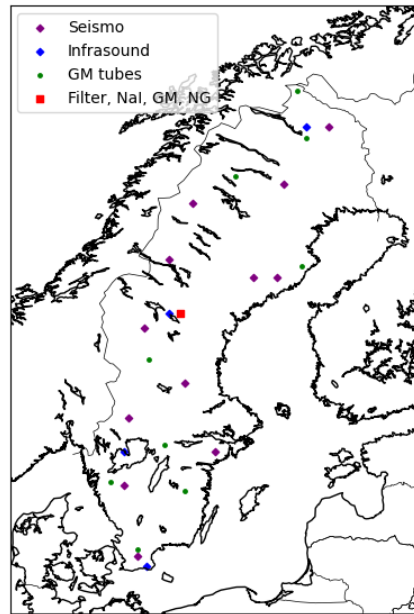 Seismo
Infrasound
GM tubes
Filter, NaI, GM, NG